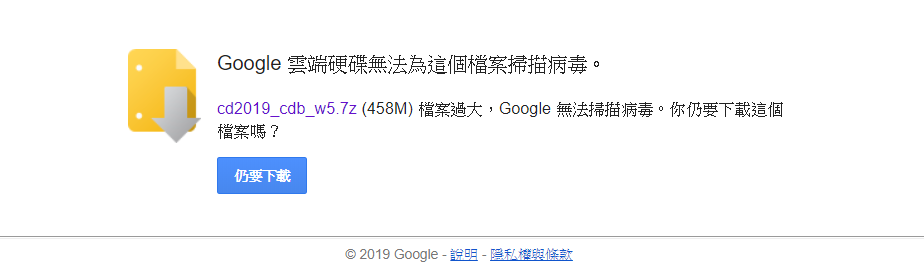 Google 雲端硬碟無法為這個檔案掃描病毒。
cd2019_cdb_w5.7z (458M) 檔案過大，Google 無法掃描病毒。你仍要下載這個
檔案嗎？
仍要下載
© 2019 Google - 說明 - 隱私權與條款